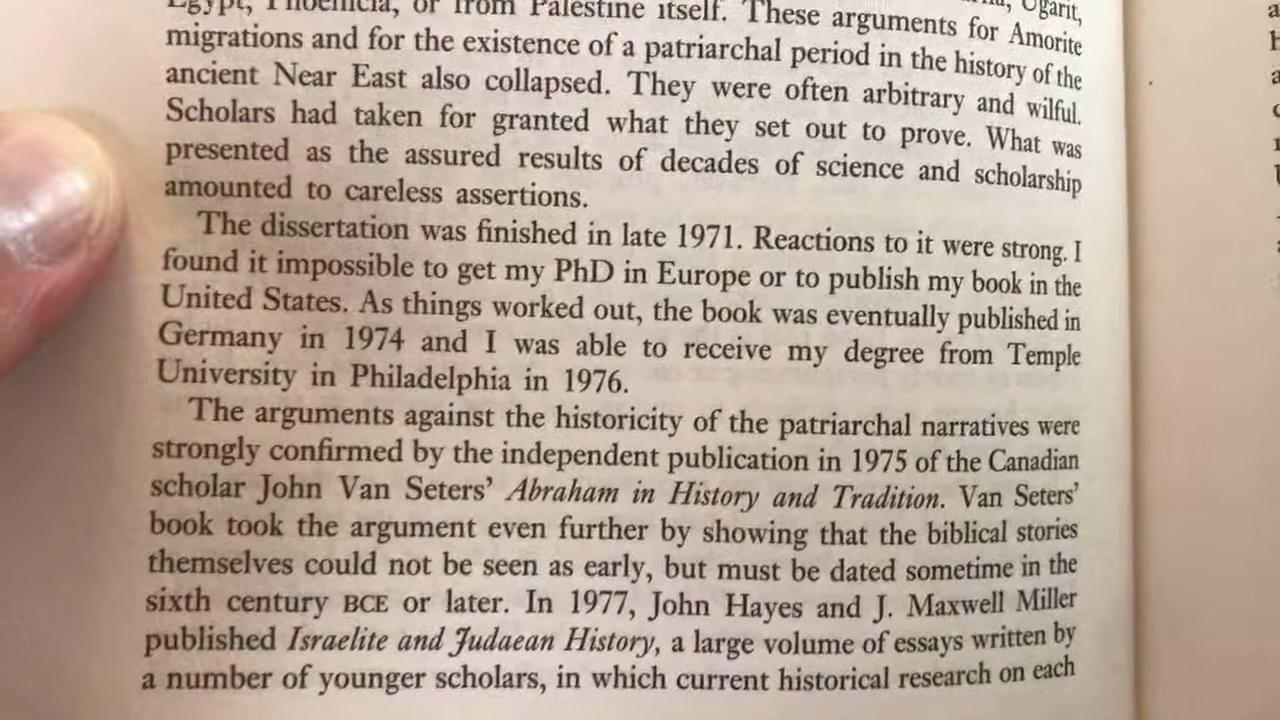 Egypt, Phoenicia, or from Palestine itself. These arguments for Amorite
Ugarit,
migrations and for the existence of a patriarchal period in the history of the
ancient Near East also collapsed. They were often arbitrary and wilful.
Scholars had taken for granted what they set out to prove. What was
presented as the assured results of decades of science and scholarship
amounted to careless assertions.
The dissertation was finished in late 1971. Reactions to it were strong. I
found it impossible to get my PhD in Europe or to publish my book in the
United States. As things worked out, the book was eventually published in
Germany in 1974 and I was able to receive my degree from Temple
University in Philadelphia in 1976.
The arguments against the historicity of the patriarchal narratives were
strongly confirmed by the independent publication in 1975 of the Canadian
scholar John Van Seters’ Abraham in History and Tradition. Van Seters’
book took the argument even further by showing that the biblical stories
themselves could not be seen as early, but must be dated sometime in the
sixth century BCE or later. In 1977, John Hayes and J. Maxwell Miller
published Israelite and Judaean History, a large volume of essays written by
a number of younger scholars, in which current historical research on each